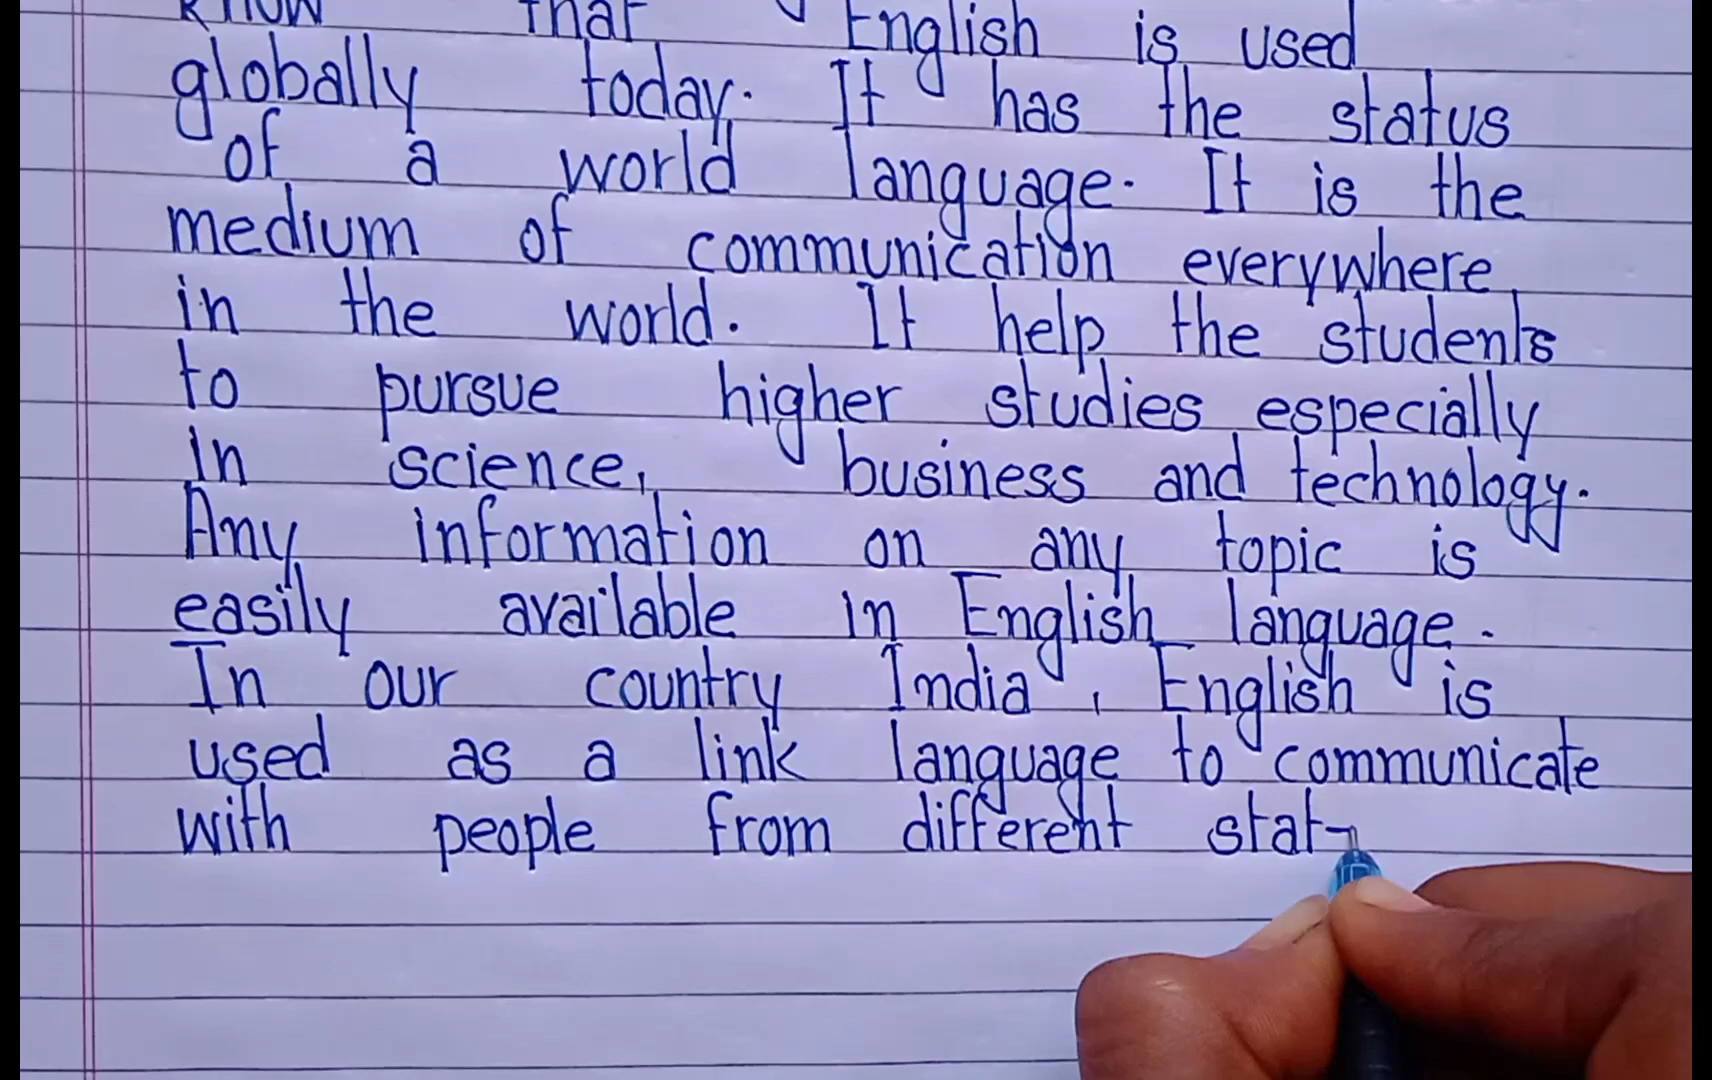 know that English is used
globally today. It has the status
of a world language. It is the
medium of communication everywhere
in the world. It help the students
to pursue higher studies especially
in science, business and technology.
Any information on any topic is
easily available in English language.
In our country India, English is
used as a link language to communicate
with people from different stat